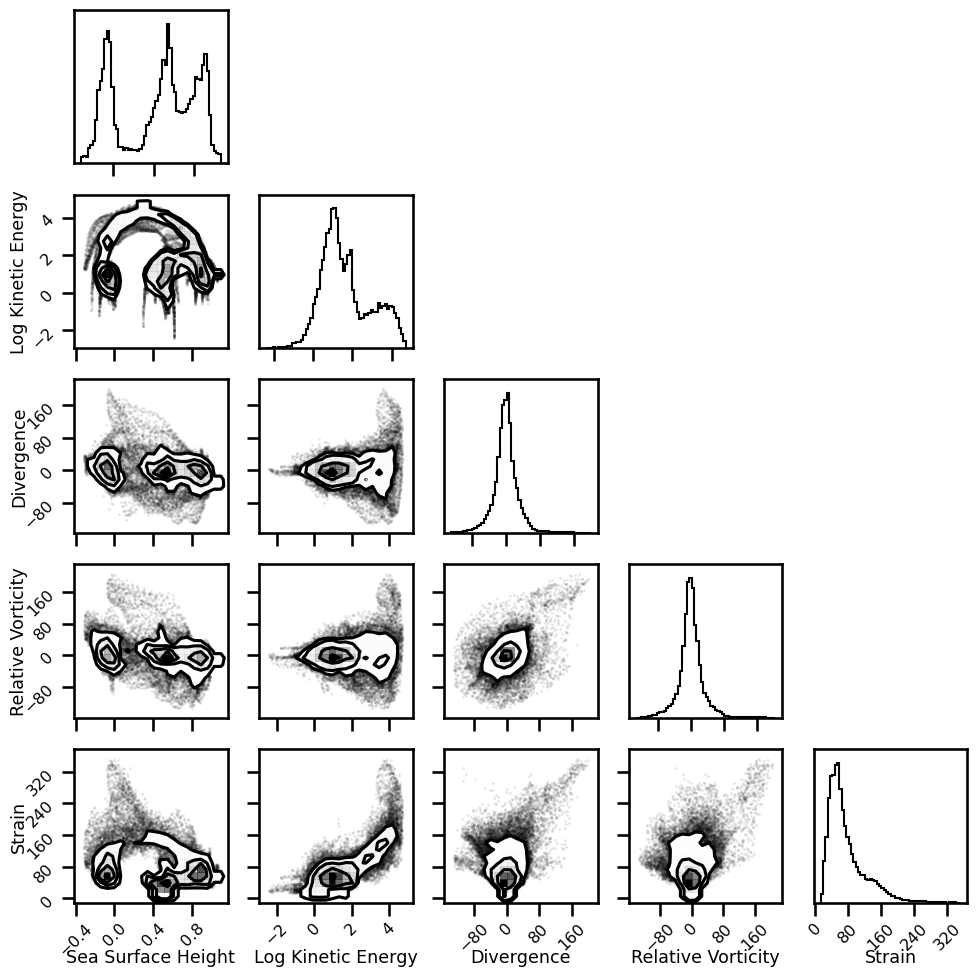 Log Kinetic Energy
4
2
0
−2
Divergence
160
80
0
−80
Relative Vorticity
160
80
0
−80
Strain
320
240
160
80
0
−0.4 0.0 0.4 0.8
0 2 4
−80 0 80 160
−80 0 80 160
0 80 160 240 320
Sea Surface Height Log Kinetic Energy Divergence Relative Vorticity Strain